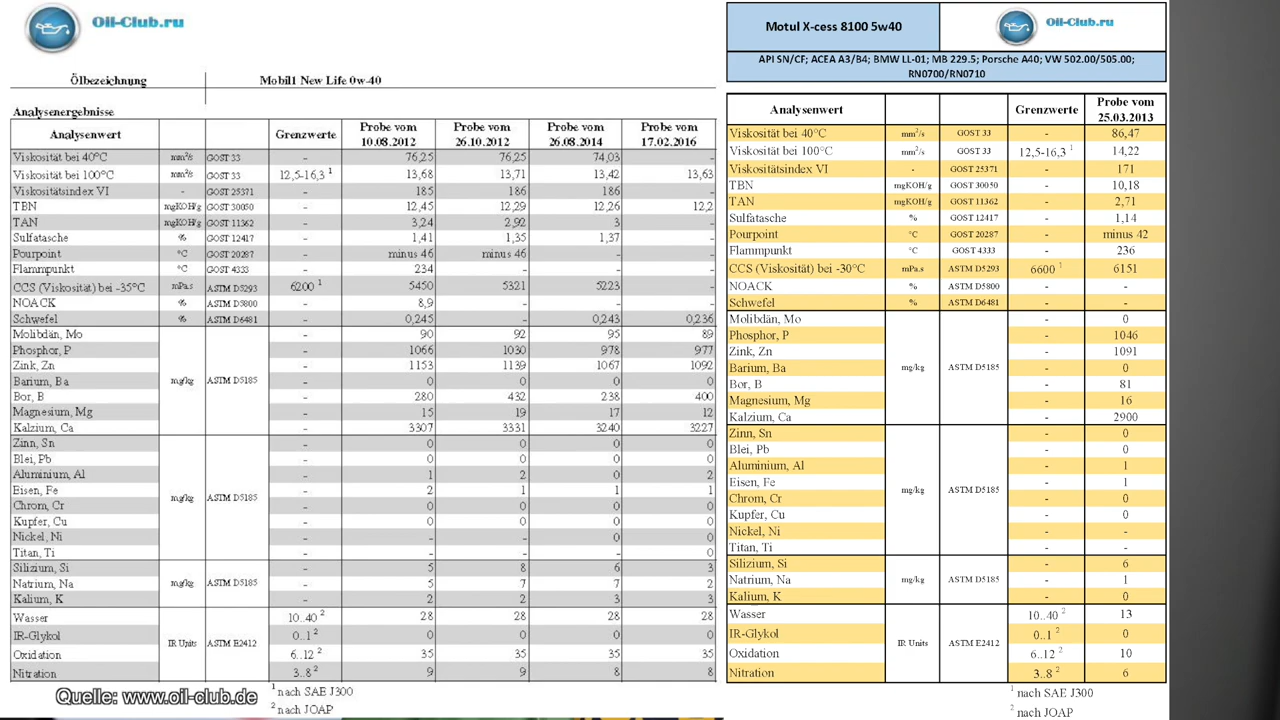 Oil-Club.ru
Ölbezeichnung Mobil1 New Life 0w-40
Analysenergebnisse
Analysenwert Grenzwerte Probe vom 10.08.2012 Probe vom 26.10.2012 Probe vom 26.08.2014 Probe vom 17.02.2016
Viskosität bei 40°C mm²/s GOST 33 - 76,25 76,25 74,03 -
Viskosität bei 100°C mm²/s GOST 33 12,5-16,3 ¹ 13,68 13,71 13,42 13,63
Viskositätsindex VI - GOST 25371 - 185 186 186 -
TBN mgKOH/g GOST 30050 - 12,45 12,29 12,26 12,2
TAN mgKOH/g GOST 11362 - 3,24 2,92 3 -
Sulfatasche % GOST 12417 - 1,41 1,35 1,37 -
Pourpoint °C GOST 20287 - minus 46 minus 46 - -
Flammpunkt °C GOST 4333 - 234 - - -
CCS (Viskosität) bei -35°C mPa.s ASTM D5293 6200 ¹ 5450 5321 5223 -
NOACK % ASTM D5800 - 8,9 - - -
Schwefel % ASTM D6481 - 0,245 - 0,243 0,236
Molibdän, Mo - 90 92 95 89
Phosphor, P - 1066 1030 978 977
Zink, Zn - 1153 1139 1067 1092
Barium, Ba mg/kg ASTM D5185 - 0 0 0 0
Bor, B - 280 432 238 400
Magnesium, Mg - 15 19 17 12
Kalzium, Ca - 3307 3331 3240 3227
Zinn, Sn - 0 0 0 0
Blei, Pb - 0 0 0 0
Aluminium, Al - 1 2 0 2
Eisen, Fe mg/kg ASTM D5185 - 2 1 1 1
Chrom, Cr - 0 0 0 0
Kupfer, Cu - 0 0 0 0
Nickel, Ni - - - 0 0
Titan, Ti - - - - 0
Silizium, Si - 5 8 6 3
Natrium, Na mg/kg ASTM D5185 - 5 7 7 2
Kalium, K - 2 2 3 3
Wasser 10..40 ² 28 28 28 28
IR-Glykol IR Units ASTM E2412 0..1 ² 0 0 0 0
Oxidation 6..12 ² 35 35 35 35
Nitration 3..8 ² 9 9 8 8
¹ nach SAE J300
² nach JOAP
Quelle: www.oil-club.de
Motul X-cess 8100 5w40 Oil-Club.ru
API SN/CF; ACEA A3/B4; BMW LL-01; MB 229.5; Porsche A40; VW 502.00/505.00;
RN0700/RN0710
Analysenwert Grenzwerte Probe vom 25.03.2013
Viskosität bei 40°C mm²/s GOST 33 - 86,47
Viskosität bei 100°C mm²/s GOST 33 12,5-16,3 ¹ 14,22
Viskositätsindex VI - GOST 25371 - 171
TBN mgKOH/g GOST 30050 - 10,18
TAN mgKOH/g GOST 11362 - 2,71
Sulfatasche % GOST 12417 - 1,14
Pourpoint °C GOST 20287 - minus 42
Flammpunkt °C GOST 4333 - 236
CCS (Viskosität) bei -30°C mPa.s ASTM D5293 6600 ¹ 6151
NOACK % ASTM D5800 - -
Schwefel % ASTM D6481 - -
Molibdän, Mo - 0
Phosphor, P - 1046
Zink, Zn - 1091
Barium, Ba mg/kg ASTM D5185 - 0
Bor, B - 81
Magnesium, Mg - 16
Kalzium, Ca - 2900
Zinn, Sn - 0
Blei, Pb - 0
Aluminium, Al - 1
Eisen, Fe mg/kg ASTM D5185 - 1
Chrom, Cr - 0
Kupfer, Cu - 0
Nickel, Ni - -
Titan, Ti - -
Silizium, Si - 6
Natrium, Na mg/kg ASTM D5185 - 1
Kalium, K - 0
Wasser 10..40 ² 13
IR-Glykol IR Units ASTM E2412 0..1 ² 0
Oxidation 6..12 ² 10
Nitration 3..8 ² 6
¹ nach SAE J300
² nach JOAP